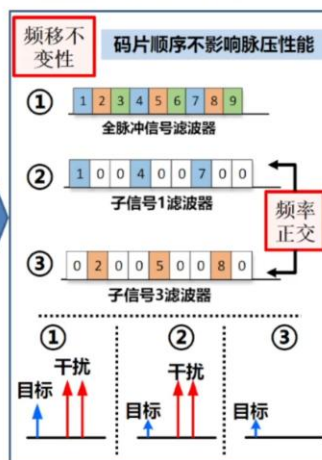 频移不
变性
码片顺序不影响脉压性能
①
1 2 3 4 5 6 7 8 9
全脉冲信号滤波器
②
1 0 0 4 0 0 7 0 0
子信号1滤波器
频率
正交
③
0 2 0 0 5 0 0 8 0
子信号3滤波器
① ② ③
干扰
目标
干扰
目标
目标